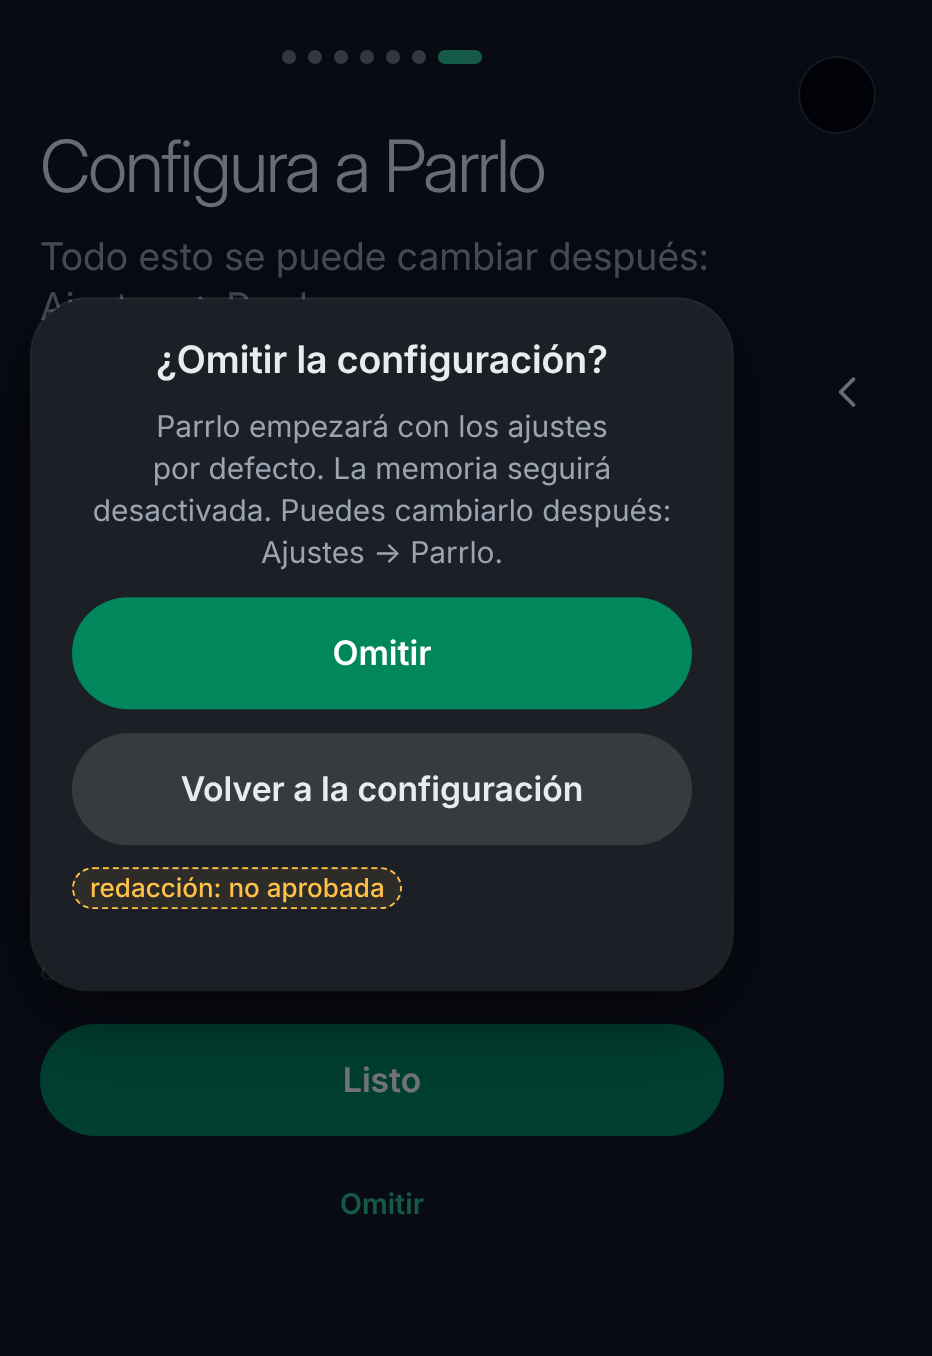 Configura a Parrlo
Todo esto se puede cambiar después:
¿Omitir la configuración?
Parrlo empezará con los ajustes
por defecto. La memoria seguirá
desactivada. Puedes cambiarlo después:
Ajustes → Parrlo.
Omitir
Volver a la configuración
redacción: no aprobada
Listo
Omitir